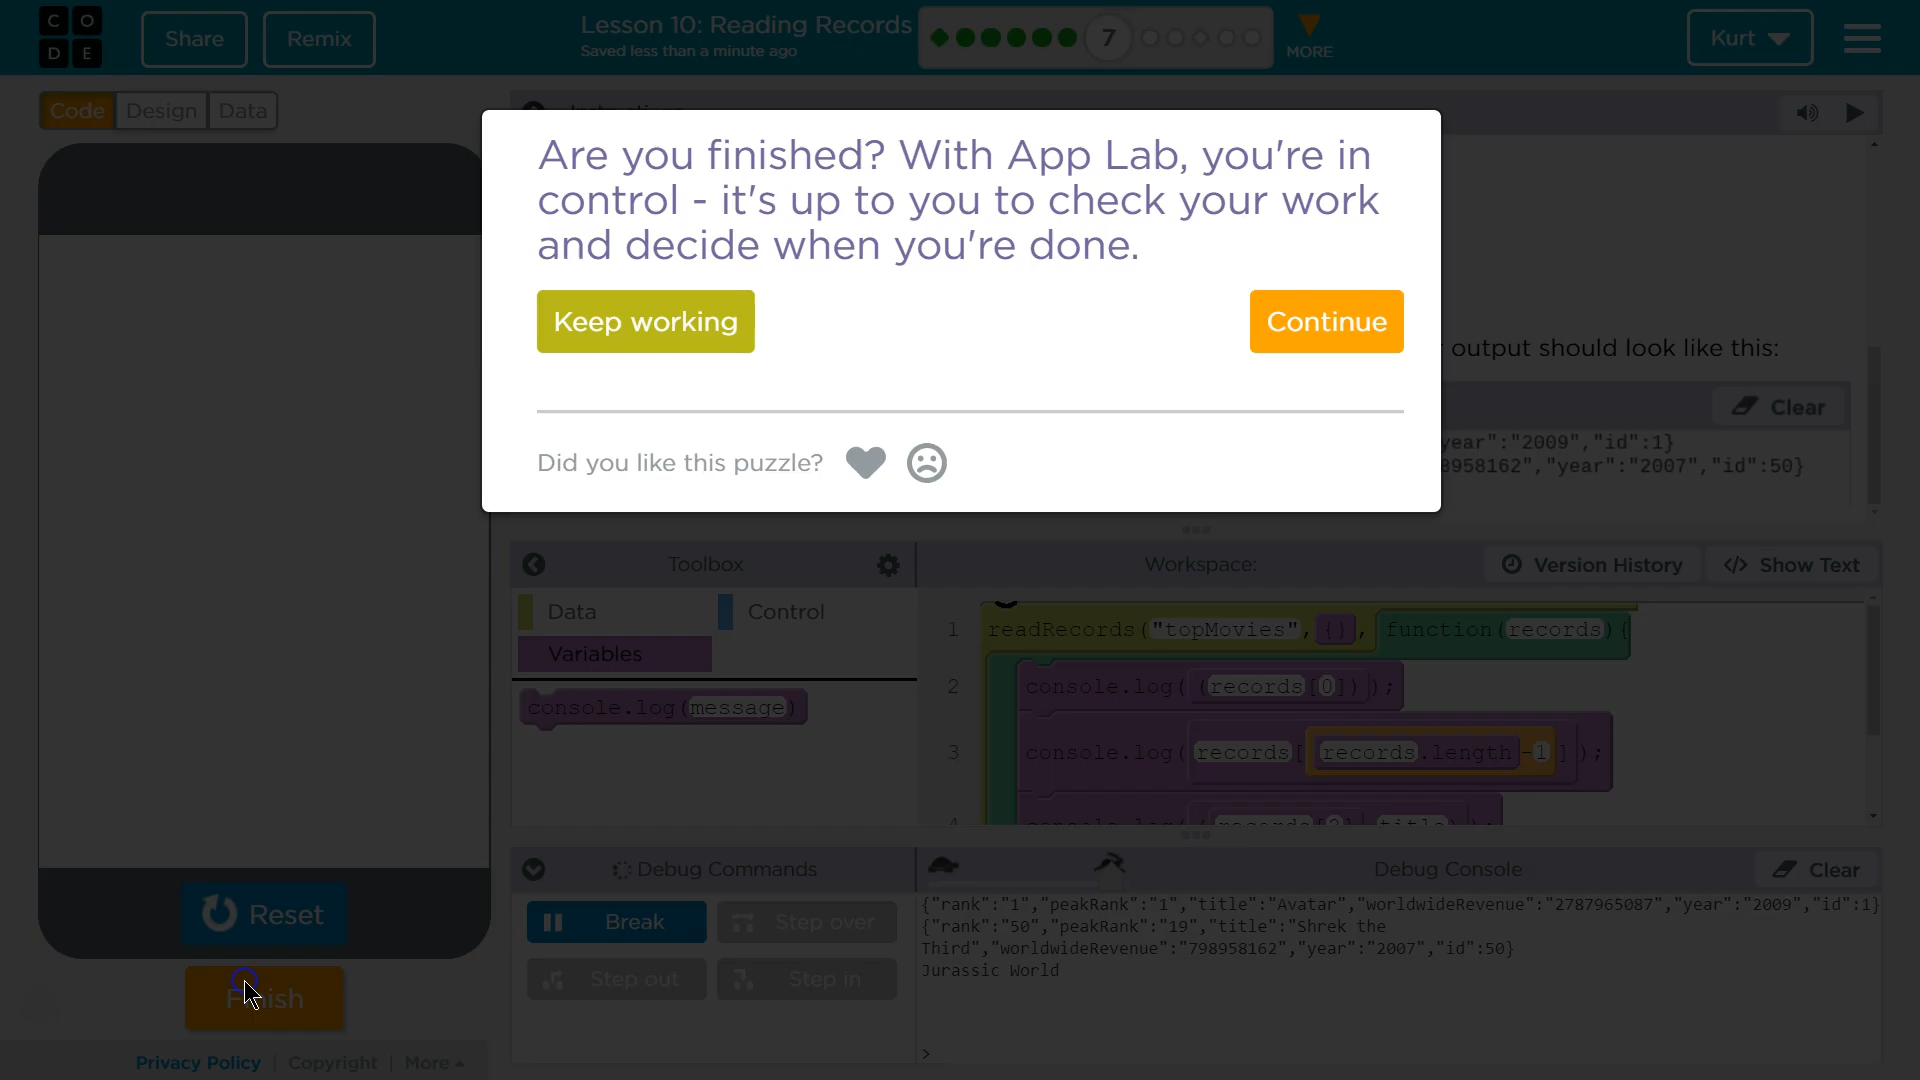 C O
D E
Share
Remix
Lesson 10: Reading Records
Saved less than a minute ago
7
MORE
Kurt
Code
Design
Data
Are you finished? With App Lab, you're in
control - it's up to you to check your work
and decide when you're done.
Keep working
Continue
output should look like this:
Clear
year":"2009","id":1}
8958162","year":"2007","id":50}
Did you like this puzzle?
Toolbox
Workspace:
Version History
</> Show Text
Data
Control
Variables
console.log(message)
1 readRecords("topMovies", {}, function(records){
2 console.log( (records[0]) );
3 console.log( records[ records.length-1 ] );
4 console.log( ( records[2] title) );
Debug Commands
Debug Console
Clear
Break
Step over
Step out
Step in
{"rank":"1","peakRank":"1","title":"Avatar","worldwideRevenue":"2787965087","year":"2009","id":1}
{"rank":"50","peakRank":"19","title":"Shrek the
Third","worldwideRevenue":"798958162","year":"2007","id":50}
Jurassic World
>
Reset
Finish
Privacy Policy | Copyright | More